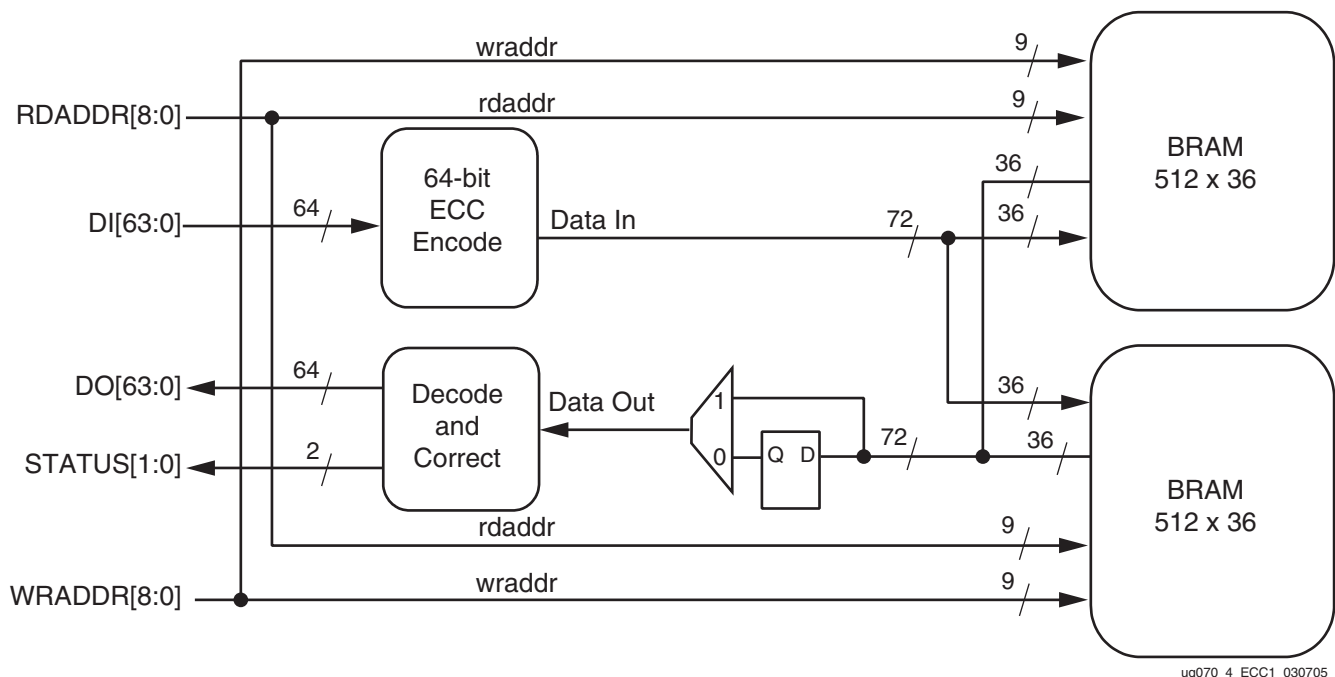 wraddr
9
RDADDR[8:0]
rdaddr
9
BRAM
512 x 36
64-bit
ECC
Encode
36
DI[63:0]
64
Data In
72
36
DO[63:0]
64
Decode
and
Correct
Data Out
1
0
Q D
72
36
36
STATUS[1:0]
2
BRAM
512 x 36
rdaddr
9
WRADDR[8:0]
wraddr
9
ug070_4_ECC1_030705